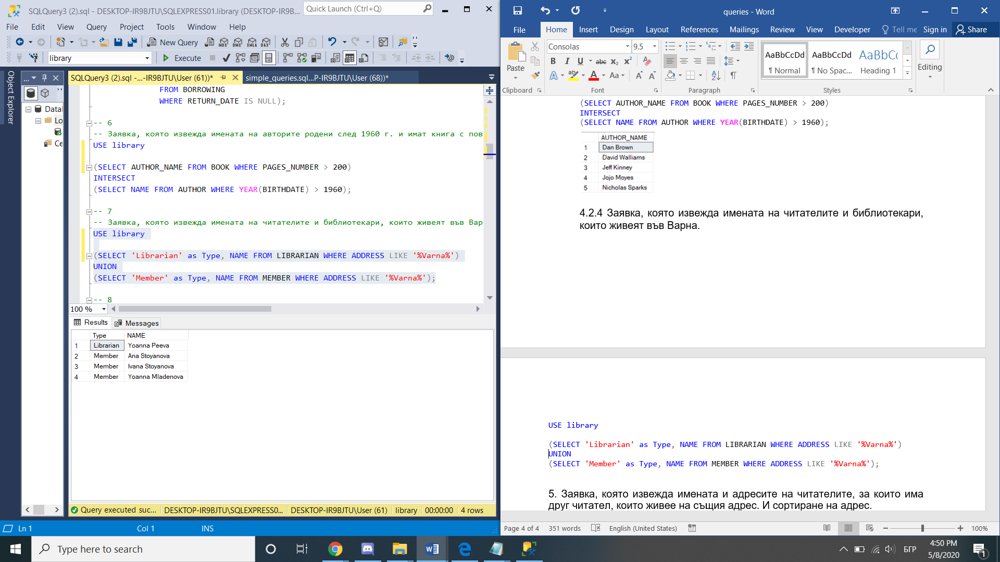 SQLQuery3 (2).sql - DESKTOP-IR9BJTU\SQLEXPRESS01.library (DESKTOP-IR9B...
Quick Launch (Ctrl+Q)
File Edit View Query Project Tools Window Help
New Query
library
Execute
Object Explorer
SQLQuery3 (2).sql -...-IR9BJTU\User (61))*
simple_queries.sql...P-IR9BJTU\User (68))*
Datal
Lo
Ce
FROM BORROWING
WHERE RETURN_DATE IS NULL);
-- 6
-- Заявка, която извежда имената на авторите родени след 1960 г. и имат книга с пов
USE library
(SELECT AUTHOR_NAME FROM BOOK WHERE PAGES_NUMBER > 200)
INTERSECT
(SELECT NAME FROM AUTHOR WHERE YEAR(BIRTHDATE) > 1960);
-- 7
-- Заявка, която извежда имената на читателите и библиотекари, които живеят във Вар
USE library
(SELECT 'Librarian' as Type, NAME FROM LIBRARIAN WHERE ADDRESS LIKE '%Varna%')
UNION
(SELECT 'Member' as Type, NAME FROM MEMBER WHERE ADDRESS LIKE '%Varna%');
-- 8
100 %
Results Messages
Type NAME
1 Librarian Yoanna Peeva
2 Member Ana Stoyanova
3 Member Ivana Stoyanova
4 Member Yoanna Mladenova
Query executed suc... DESKTOP-IR9BJTU\SQLEXPRESS0... DESKTOP-IR9BJTU\User (61) library 00:00:00 4 rows
Ln 1 Col 1 INS
queries - Word
File Home Insert Design Layout References Mailings Review View Developer Tell me Sign in Share
Paste
Consolas 9.5
AaBbCcDd AaBbCcDd AaBbCc
¶ Normal ¶ No Spac... Heading 1
Editing
Clipboard Font Paragraph Styles
(SELECT AUTHOR_NAME FROM BOOK WHERE PAGES_NUMBER > 200)
INTERSECT
(SELECT NAME FROM AUTHOR WHERE YEAR(BIRTHDATE) > 1960);
AUTHOR_NAME
1 Dan Brown
2 David Walliams
3 Jeff Kinney
4 Jojo Moyes
5 Nicholas Sparks
4.2.4 Заявка, която извежда имената на читателите и библиотекари,
които живеят във Варна.
USE library
(SELECT 'Librarian' as Type, NAME FROM LIBRARIAN WHERE ADDRESS LIKE '%Varna%')
UNION
(SELECT 'Member' as Type, NAME FROM MEMBER WHERE ADDRESS LIKE '%Varna%');
5. Заявка, която извежда имената и адресите на читателите, за които има
друг читател, които живее на същия адрес. И сортиране на адрес.
Page 4 of 4 351 words English (United States) 100%
Type here to search
БГР
4:50 PM
5/8/2020
1